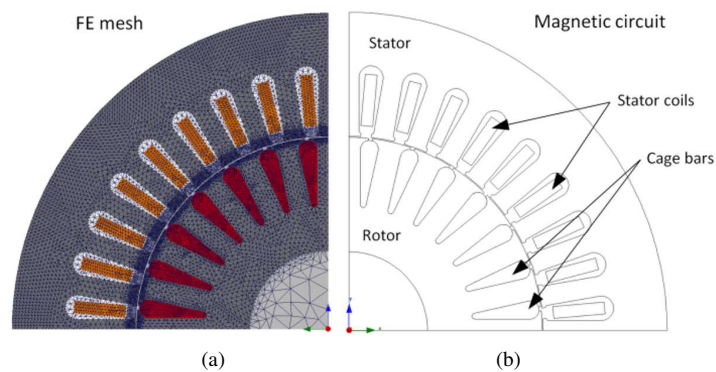 FE mesh
Magnetic circuit
Stator
Stator coils
Cage bars
Rotor
(a)
(b)